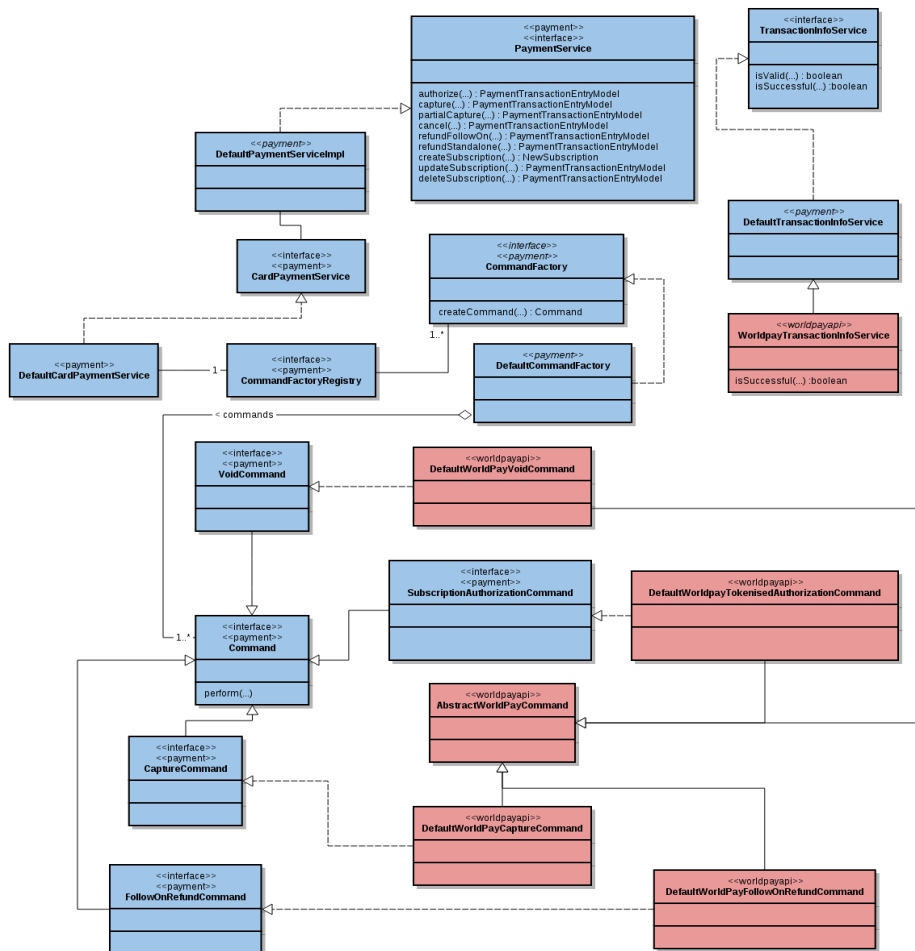 <<payment>>
<<interface>>
PaymentService
authorize(...) : PaymentTransactionEntryModel
capture(...) : PaymentTransactionEntryModel
partialCapture(...) : PaymentTransactionEntryModel
cancel(...) : PaymentTransactionEntryModel
refundFollowOn(...) : PaymentTransactionEntryModel
refundStandalone(...) : PaymentTransactionEntryModel
createSubscription(...) : NewSubscription
updateSubscription(...) : PaymentTransactionEntryModel
deleteSubscription(...) : PaymentTransactionEntryModel
<<interface>>
TransactionInfoService
isValid(...) : boolean
isSuccessful(...) :boolean
<<payment>>
DefaultPaymentServiceImpl
<<payment>>
DefaultTransactionInfoService
<<interface>>
<<payment>>
CardPaymentService
<<interface>>
<<payment>>
CommandFactory
createCommand(...) : Command
1..*
<<worldpayapi>>
WorldpayTransactionInfoService
isSuccessful(...) :boolean
<<payment>>
DefaultCardPaymentService
1
<<interface>>
<<payment>>
CommandFactoryRegistry
<<payment>>
DefaultCommandFactory
< commands
<<interface>>
<<payment>>
VoidCommand
<<worldpayapi>>
DefaultWorldPayVoidCommand
<<interface>>
<<payment>>
SubscriptionAuthorizationCommand
<<worldpayapi>>
DefaultWorldpayTokenisedAuthorizationCommand
1..*
<<interface>>
<<payment>>
Command
perform(...)
<<worldpayapi>>
AbstractWorldPayCommand
<<interface>>
<<payment>>
CaptureCommand
<<worldpayapi>>
DefaultWorldPayCaptureCommand
<<interface>>
<<payment>>
FollowOnRefundCommand
<<worldpayapi>>
DefaultWorldPayFollowOnRefundCommand